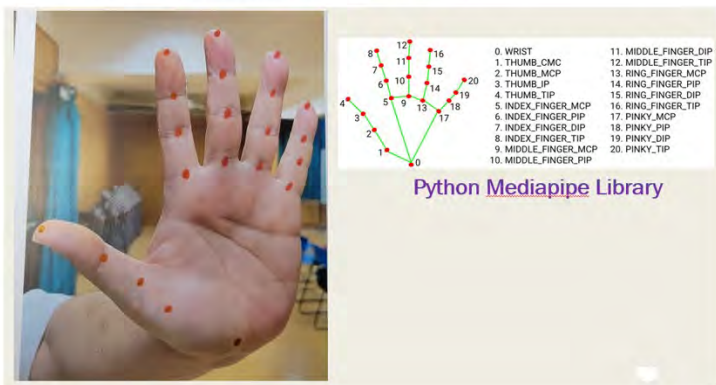 12
8
11
16
7
15
20
6
10
14
19
4
5
9
13
18
3
17
2
1
0
0. WRIST
1. THUMB_CMC
2. THUMB_MCP
3. THUMB_IP
4. THUMB_TIP
5. INDEX_FINGER_MCP
6. INDEX_FINGER_PIP
7. INDEX_FINGER_DIP
8. INDEX_FINGER_TIP
9. MIDDLE_FINGER_MCP
10. MIDDLE_FINGER_PIP
11. MIDDLE_FINGER_DIP
12. MIDDLE_FINGER_TIP
13. RING_FINGER_MCP
14. RING_FINGER_PIP
15. RING_FINGER_DIP
16. RING_FINGER_TIP
17. PINKY_MCP
18. PINKY_PIP
19. PINKY_DIP
20. PINKY_TIP
Python Mediapipe Library